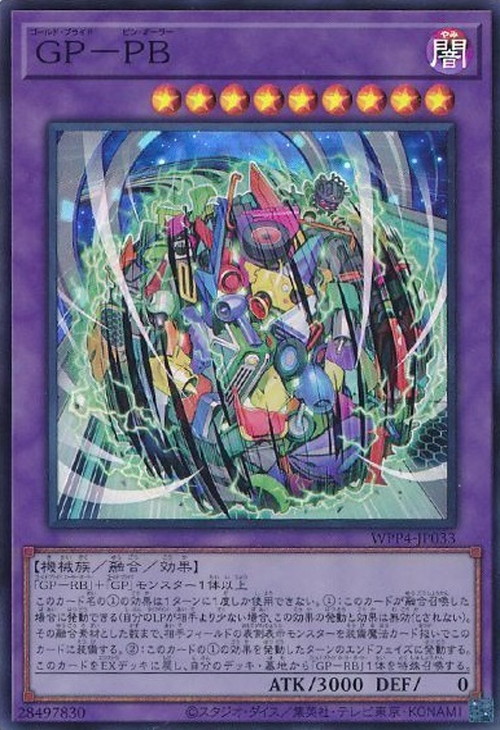 ゴールド・プライド ピン・ボーラー
GP－PB
やみ
闇
WPP4-JP033
【機械族／融合／効果】
「GP－RB」＋「GP」モンスター1体以上
このカード名の①の効果は1ターンに1度しか使用できない。①：このカードが融合召喚した
場合に発動できる（自分のLPが相手より少ない場合、この効果の発動と効果は無効化されない）。
その融合素材とした数まで、相手フィールドの表側表示モンスターを装備魔法カード扱いでこの
カードに装備する。②：このカードの①の効果を発動したターンのエンドフェイズに発動する。
このカードをEXデッキに戻し、自分のデッキ・墓地から「GP－RB」1体を特殊召喚する。
ATK/3000 DEF/ 0
28497830
©スタジオ・ダイス／集英社・テレビ東京・KONAMI